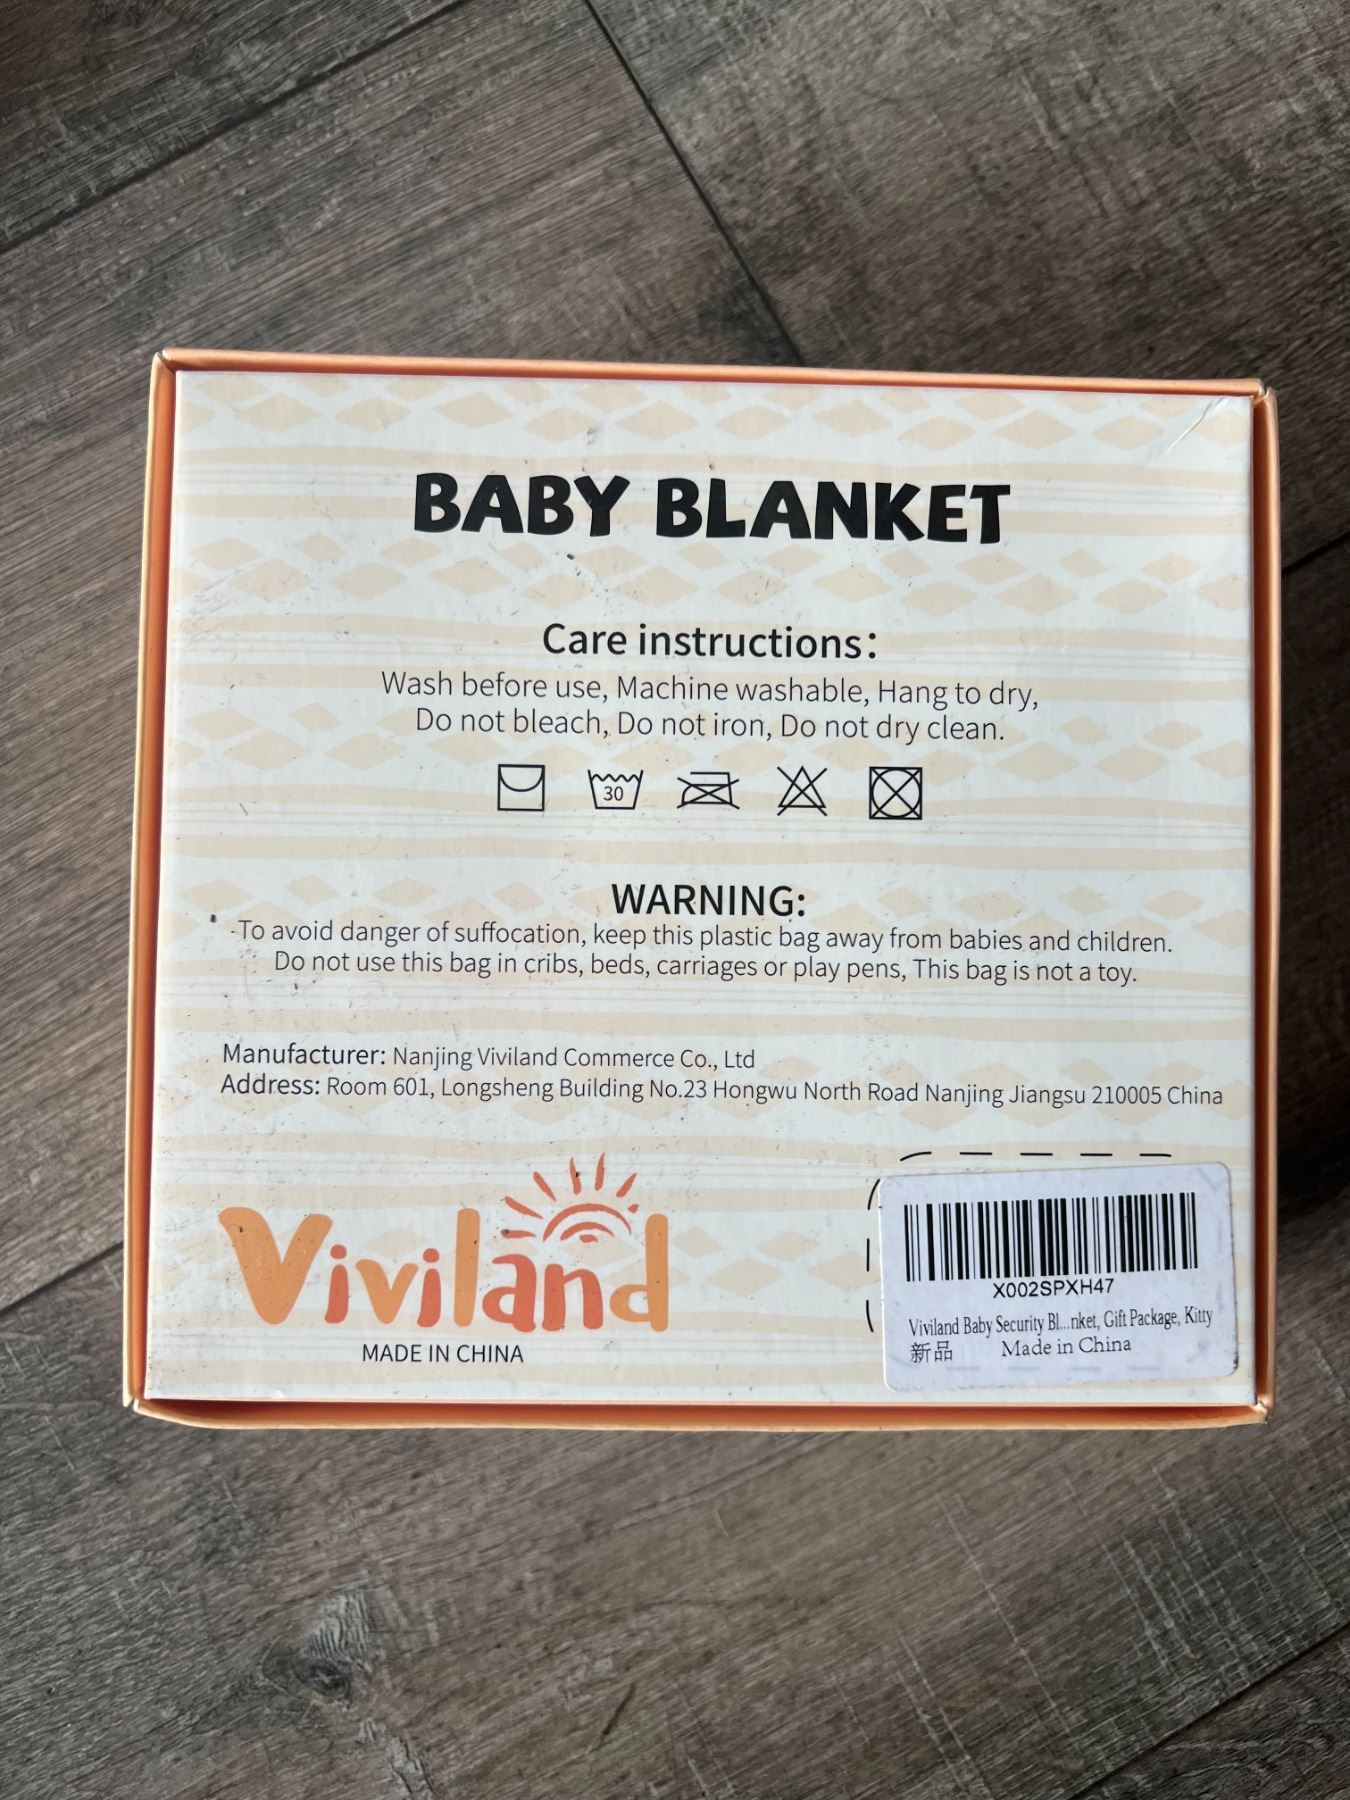 BABY BLANKET
Care instructions:
Wash before use, Machine washable, Hang to dry,
Do not bleach, Do not iron, Do not dry clean.
30
WARNING:
To avoid danger of suffocation, keep this plastic bag away from babies and children.
Do not use this bag in cribs, beds, carriages or play pens, This bag is not a toy.
Manufacturer: Nanjing Viviland Commerce Co., Ltd
Address: Room 601, Longsheng Building No.23 Hongwu North Road Nanjing Jiangsu 210005 China
Viviland
MADE IN CHINA
X002SPXH47
Viviland Baby Security Bl...nket, Gift Package, Kitty
新品 Made in China